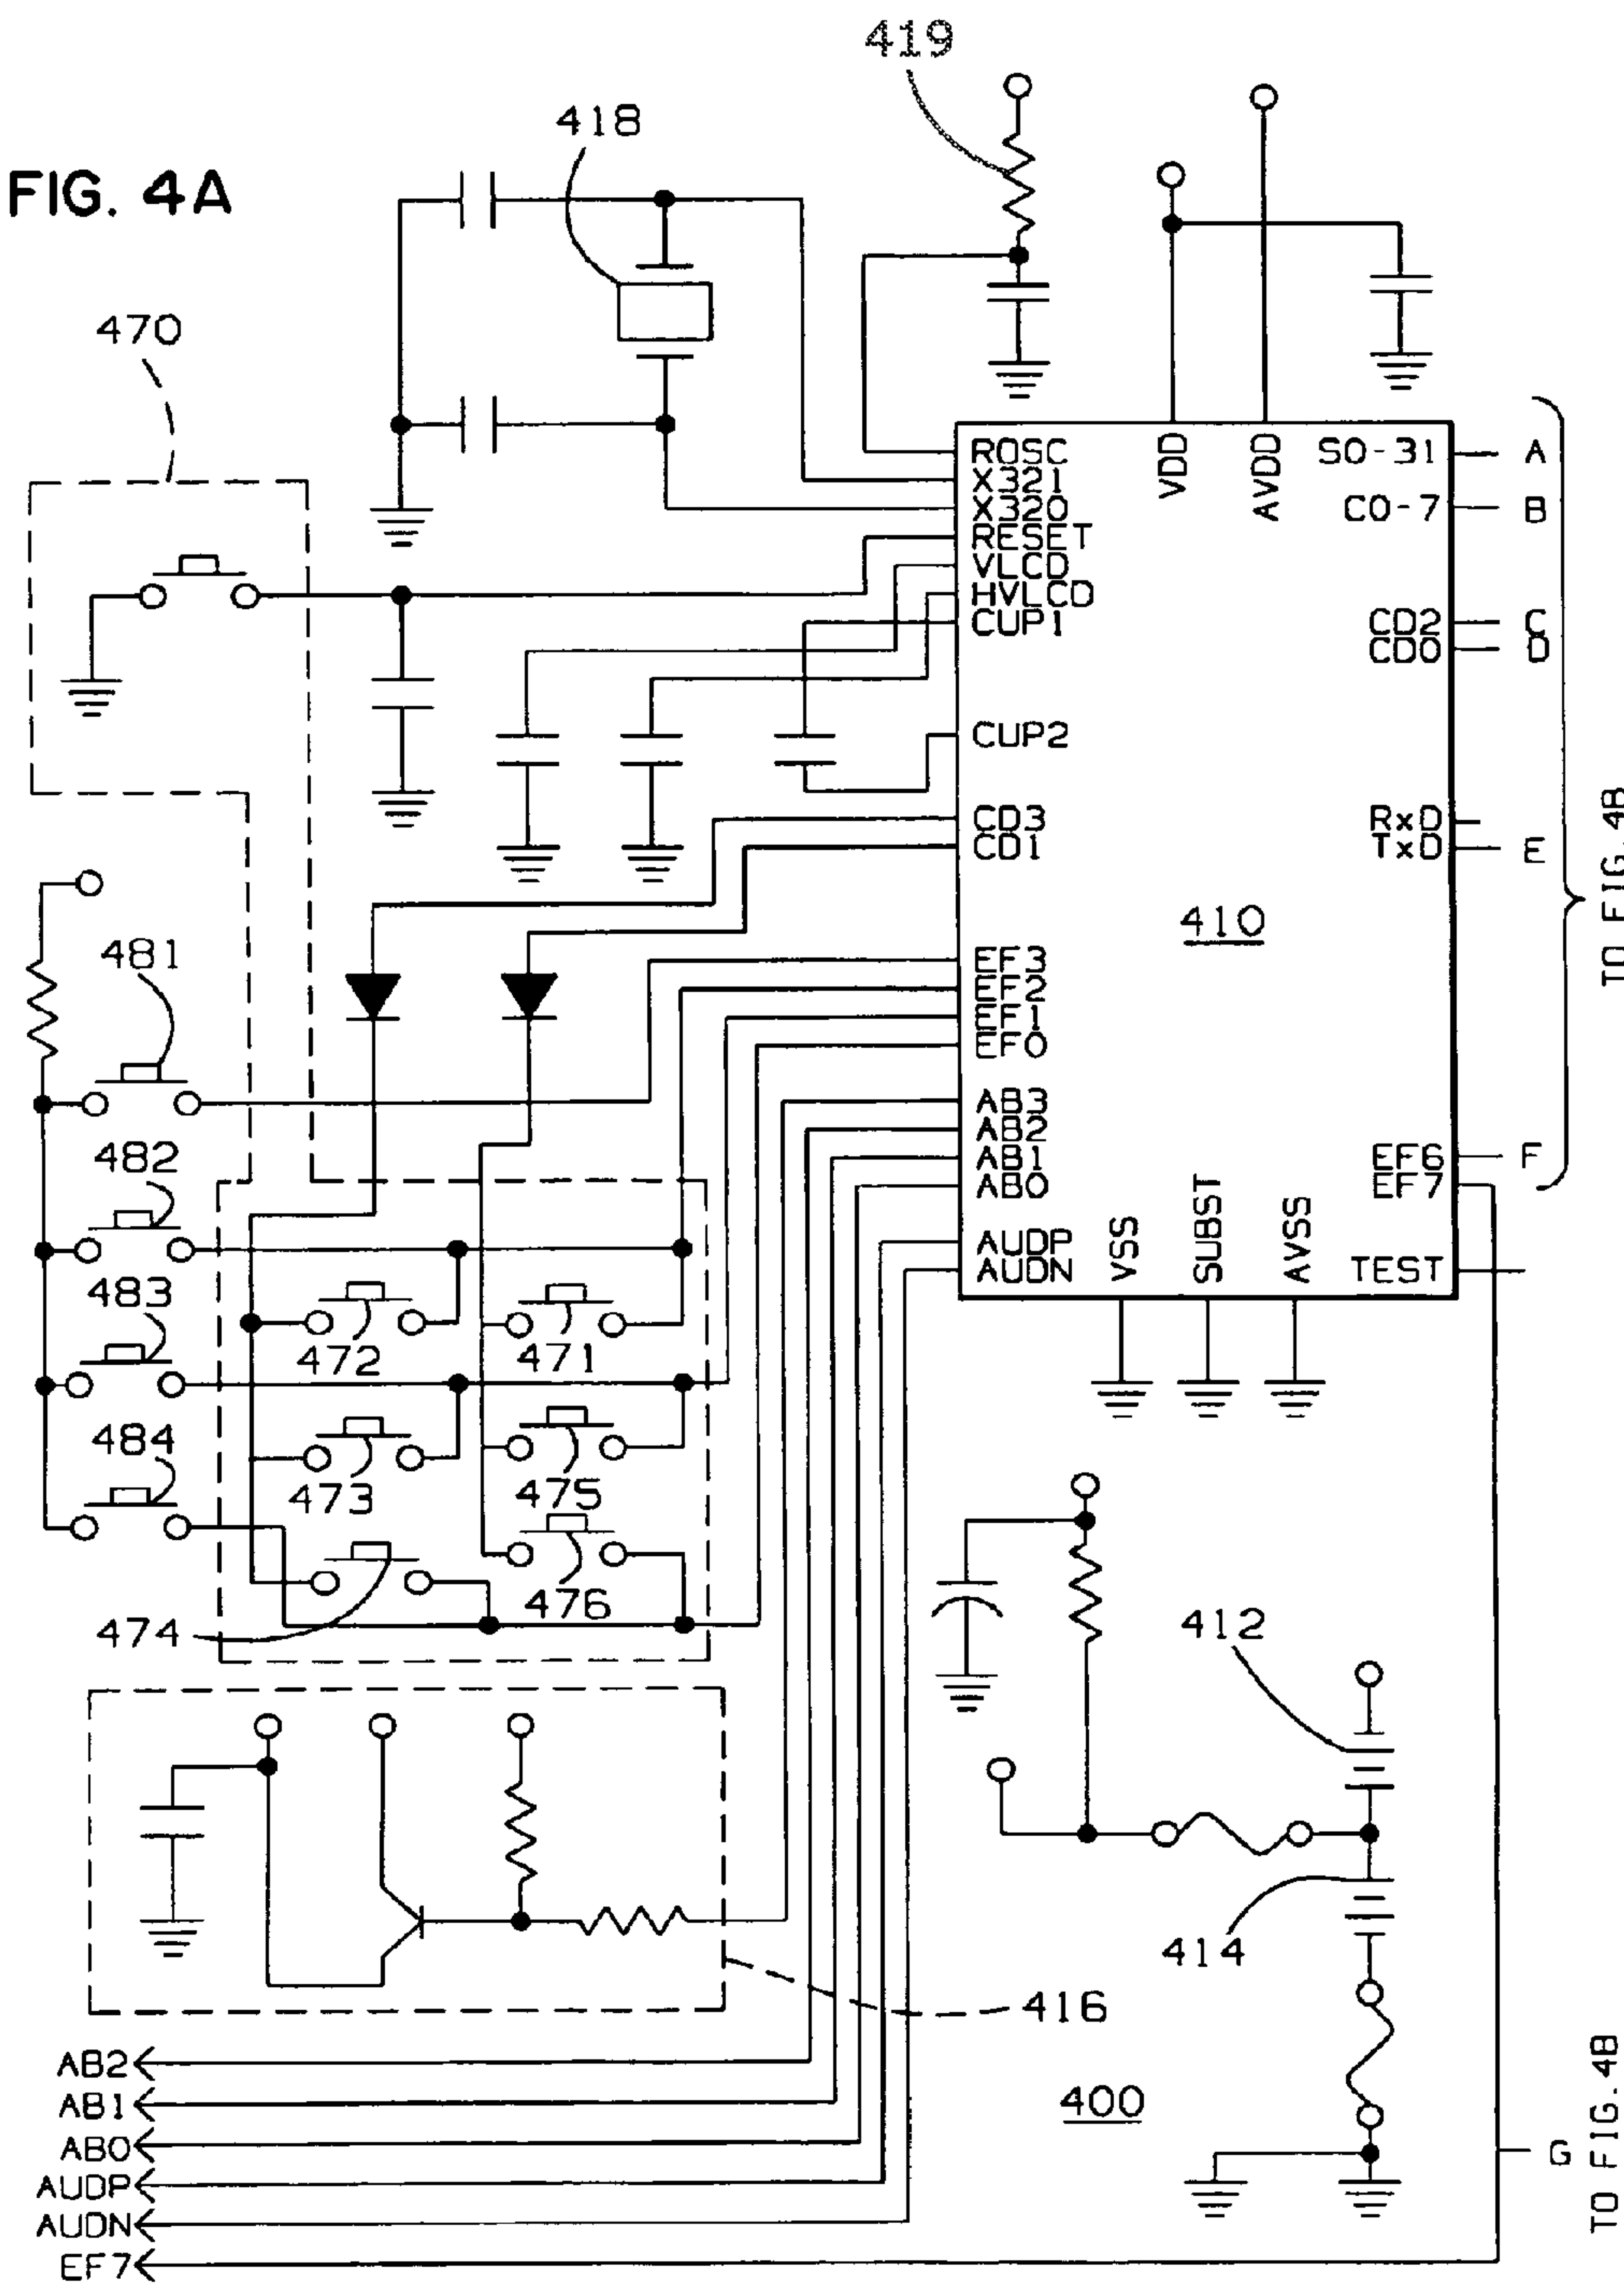 FIG. 4A
419
418
470
ROSC
X321
X320
RESET
VLCD
HVLCD
CUP1
CUP2
CD3
CD1
EF3
EF2
EF1
EF0
AB3
AB2
AB1
AB0
AUDP
AUDN
VDD
AVDD
SO-31
CO-7
CD2
CD0
RxD
TxD
EF6
EF7
TEST
VSS
SUBST
AVSS
410
A
B
C
D
E
F
TO FIG.4B
481
482
483
484
472
471
473
475
474
476
412
414
416
400
AB2
AB1
AB0
AUDP
AUDN
EF7
G
TO FIG.4B